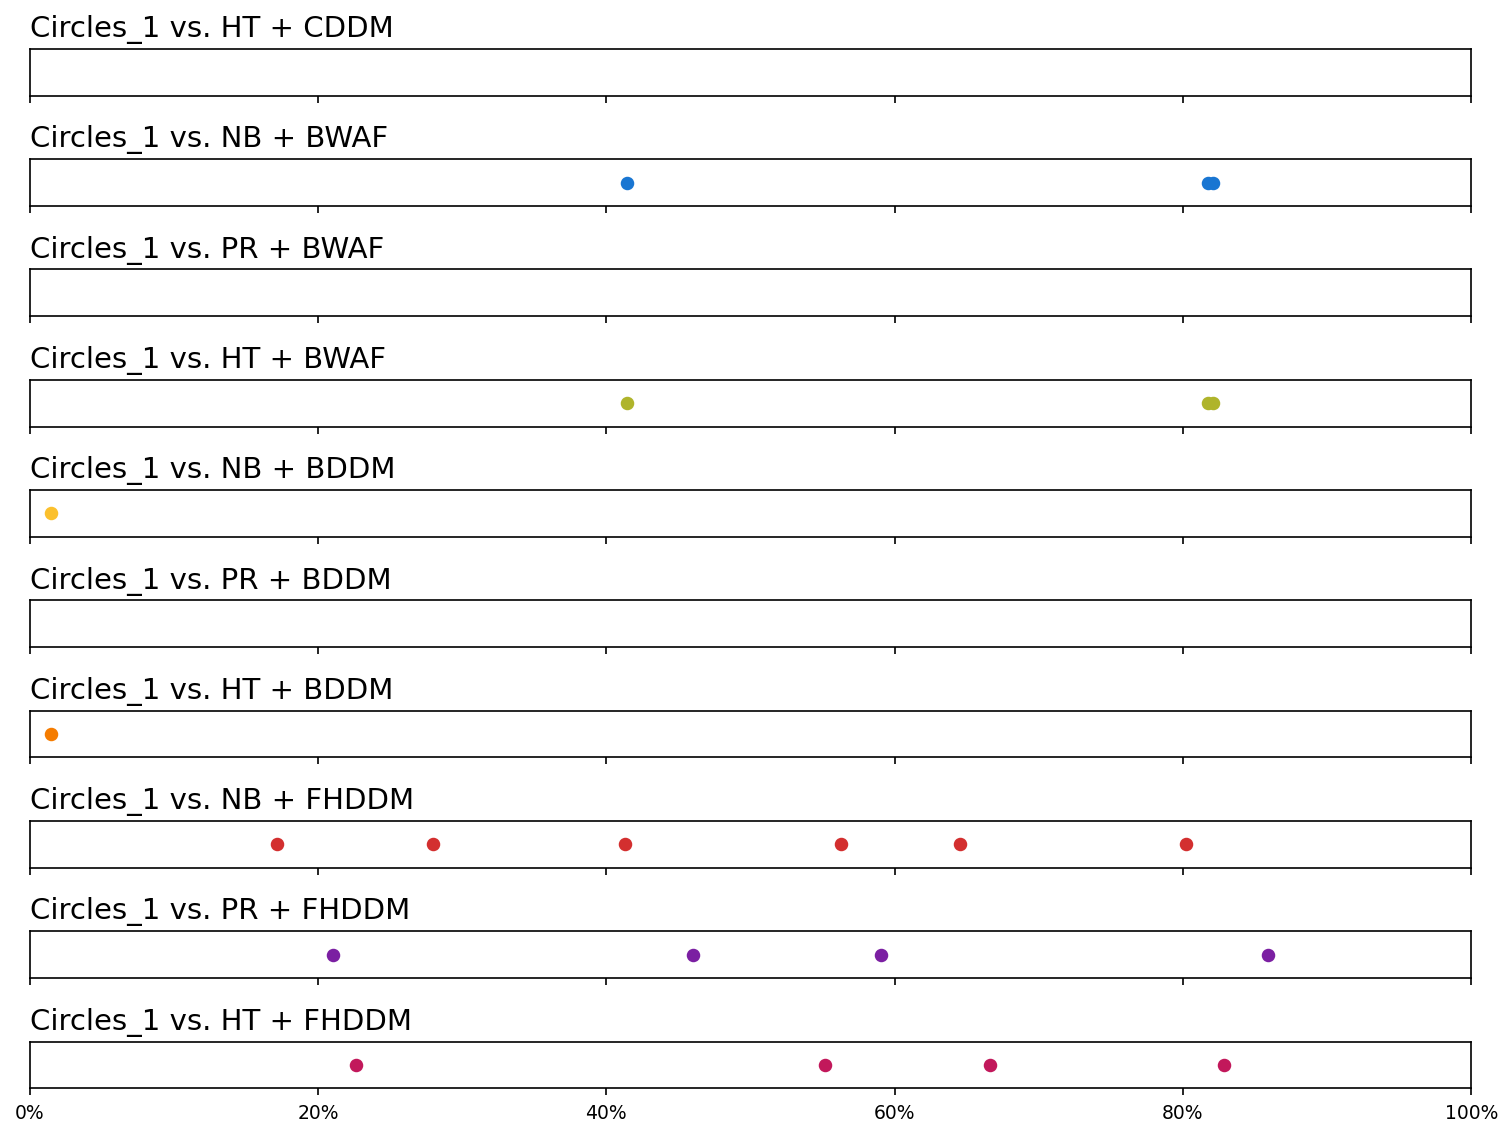 Circles_1 vs. HT + CDDM
Circles_1 vs. NB + BWAF
Circles_1 vs. PR + BWAF
Circles_1 vs. HT + BWAF
Circles_1 vs. NB + BDDM
Circles_1 vs. PR + BDDM
Circles_1 vs. HT + BDDM
Circles_1 vs. NB + FHDDM
Circles_1 vs. PR + FHDDM
Circles_1 vs. HT + FHDDM
0% 20% 40% 60% 80% 100%